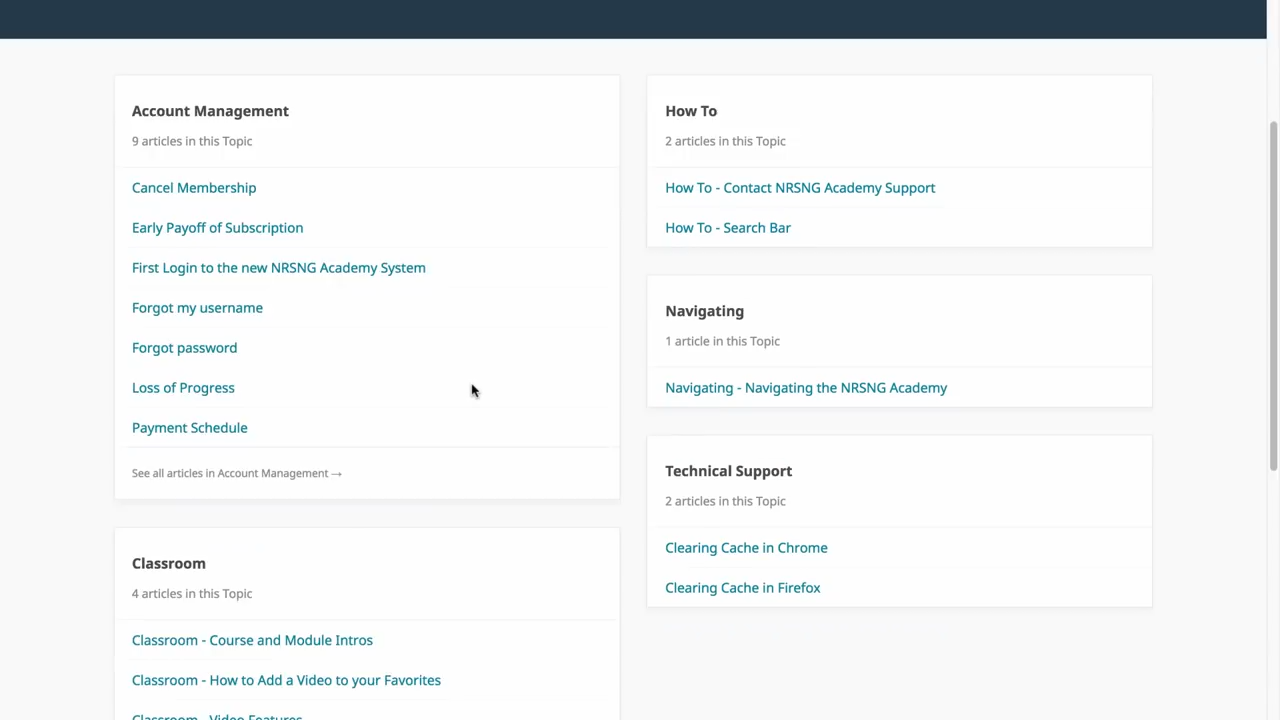 Account Management
9 articles in this Topic
Cancel Membership
Early Payoff of Subscription
First Login to the new NRSNG Academy System
Forgot my username
Forgot password
Loss of Progress
Payment Schedule
See all articles in Account Management →
Classroom
4 articles in this Topic
Classroom - Course and Module Intros
Classroom - How to Add a Video to your Favorites
Classroom - Video Features
How To
2 articles in this Topic
How To - Contact NRSNG Academy Support
How To - Search Bar
Navigating
1 article in this Topic
Navigating - Navigating the NRSNG Academy
Technical Support
2 articles in this Topic
Clearing Cache in Chrome
Clearing Cache in Firefox